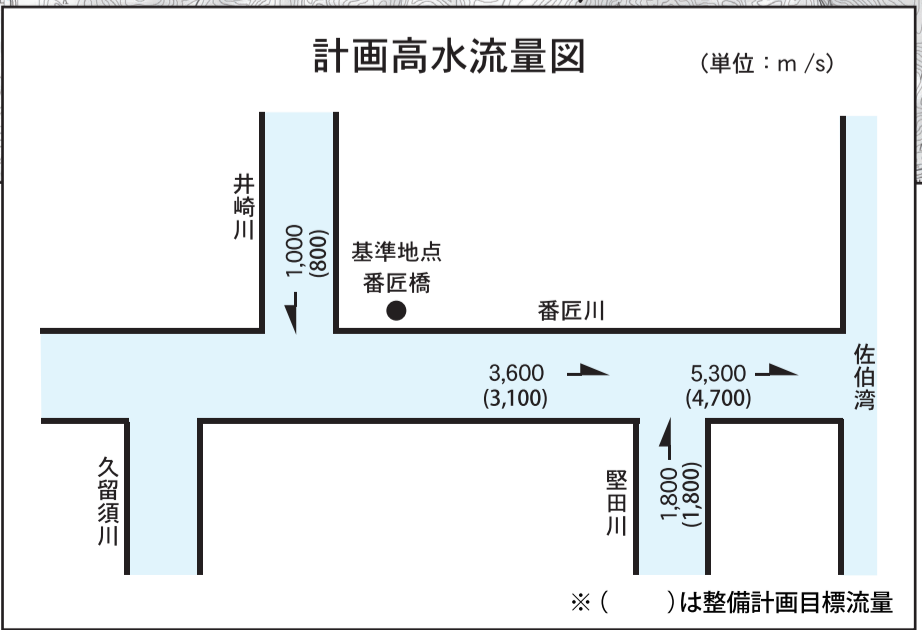 計画高水流量図
(単位：m /s)
井崎川
1,000
(800)
基準地点
番匠橋
番匠川
3,600
(3,100)
5,300
(4,700)
佐伯湾
久留須川
堅田川
1,800
(1,800)
※(　　)は整備計画目標流量